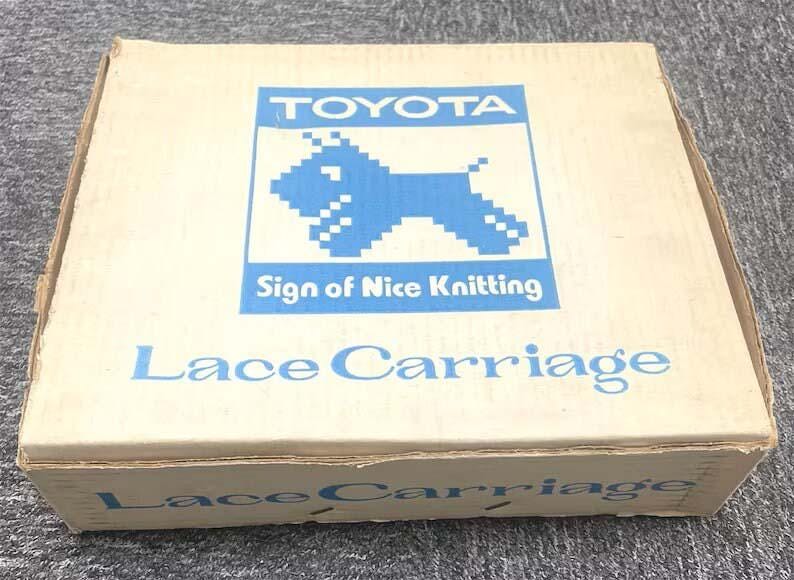 TOYOTA
Sign of Nice Knitting
Lace Carriage
Lace Carriage